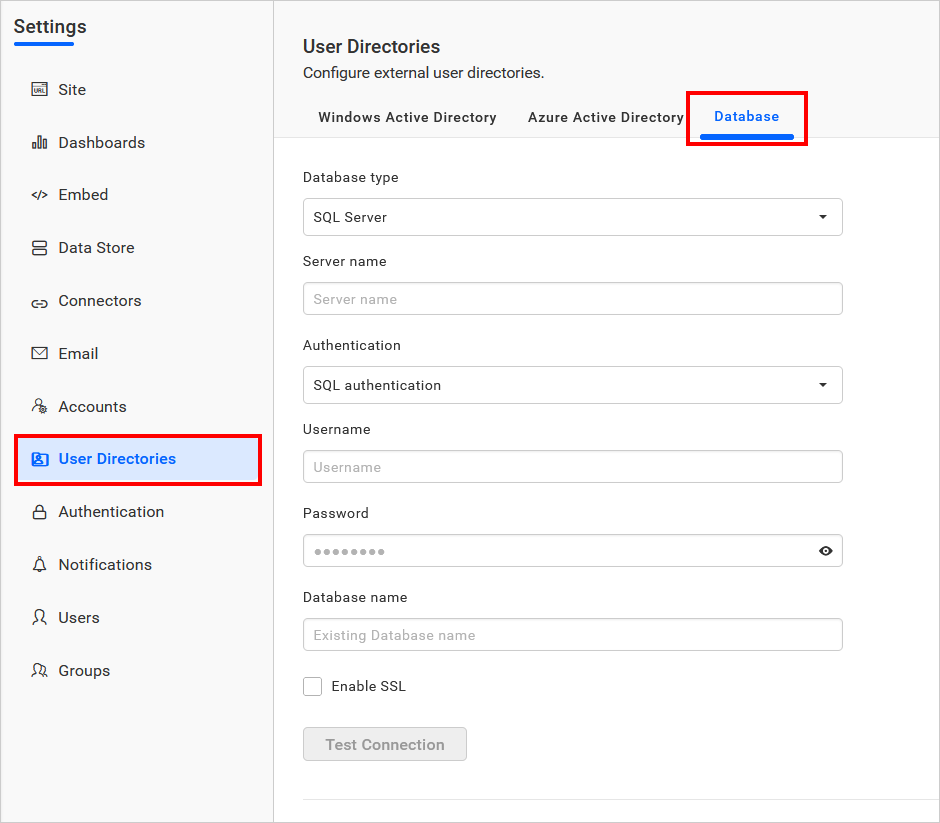 Settings
URL
Site
Dashboards
Embed
Data Store
Connectors
Email
Accounts
User Directories
Authentication
Notifications
Users
Groups
User Directories
Configure external user directories.
Windows Active Directory Azure Active Directory Database
Database type
SQL Server
Server name
Server name
Authentication
SQL authentication
Username
Username
Password
Database name
Existing Database name
Enable SSL
Test Connection